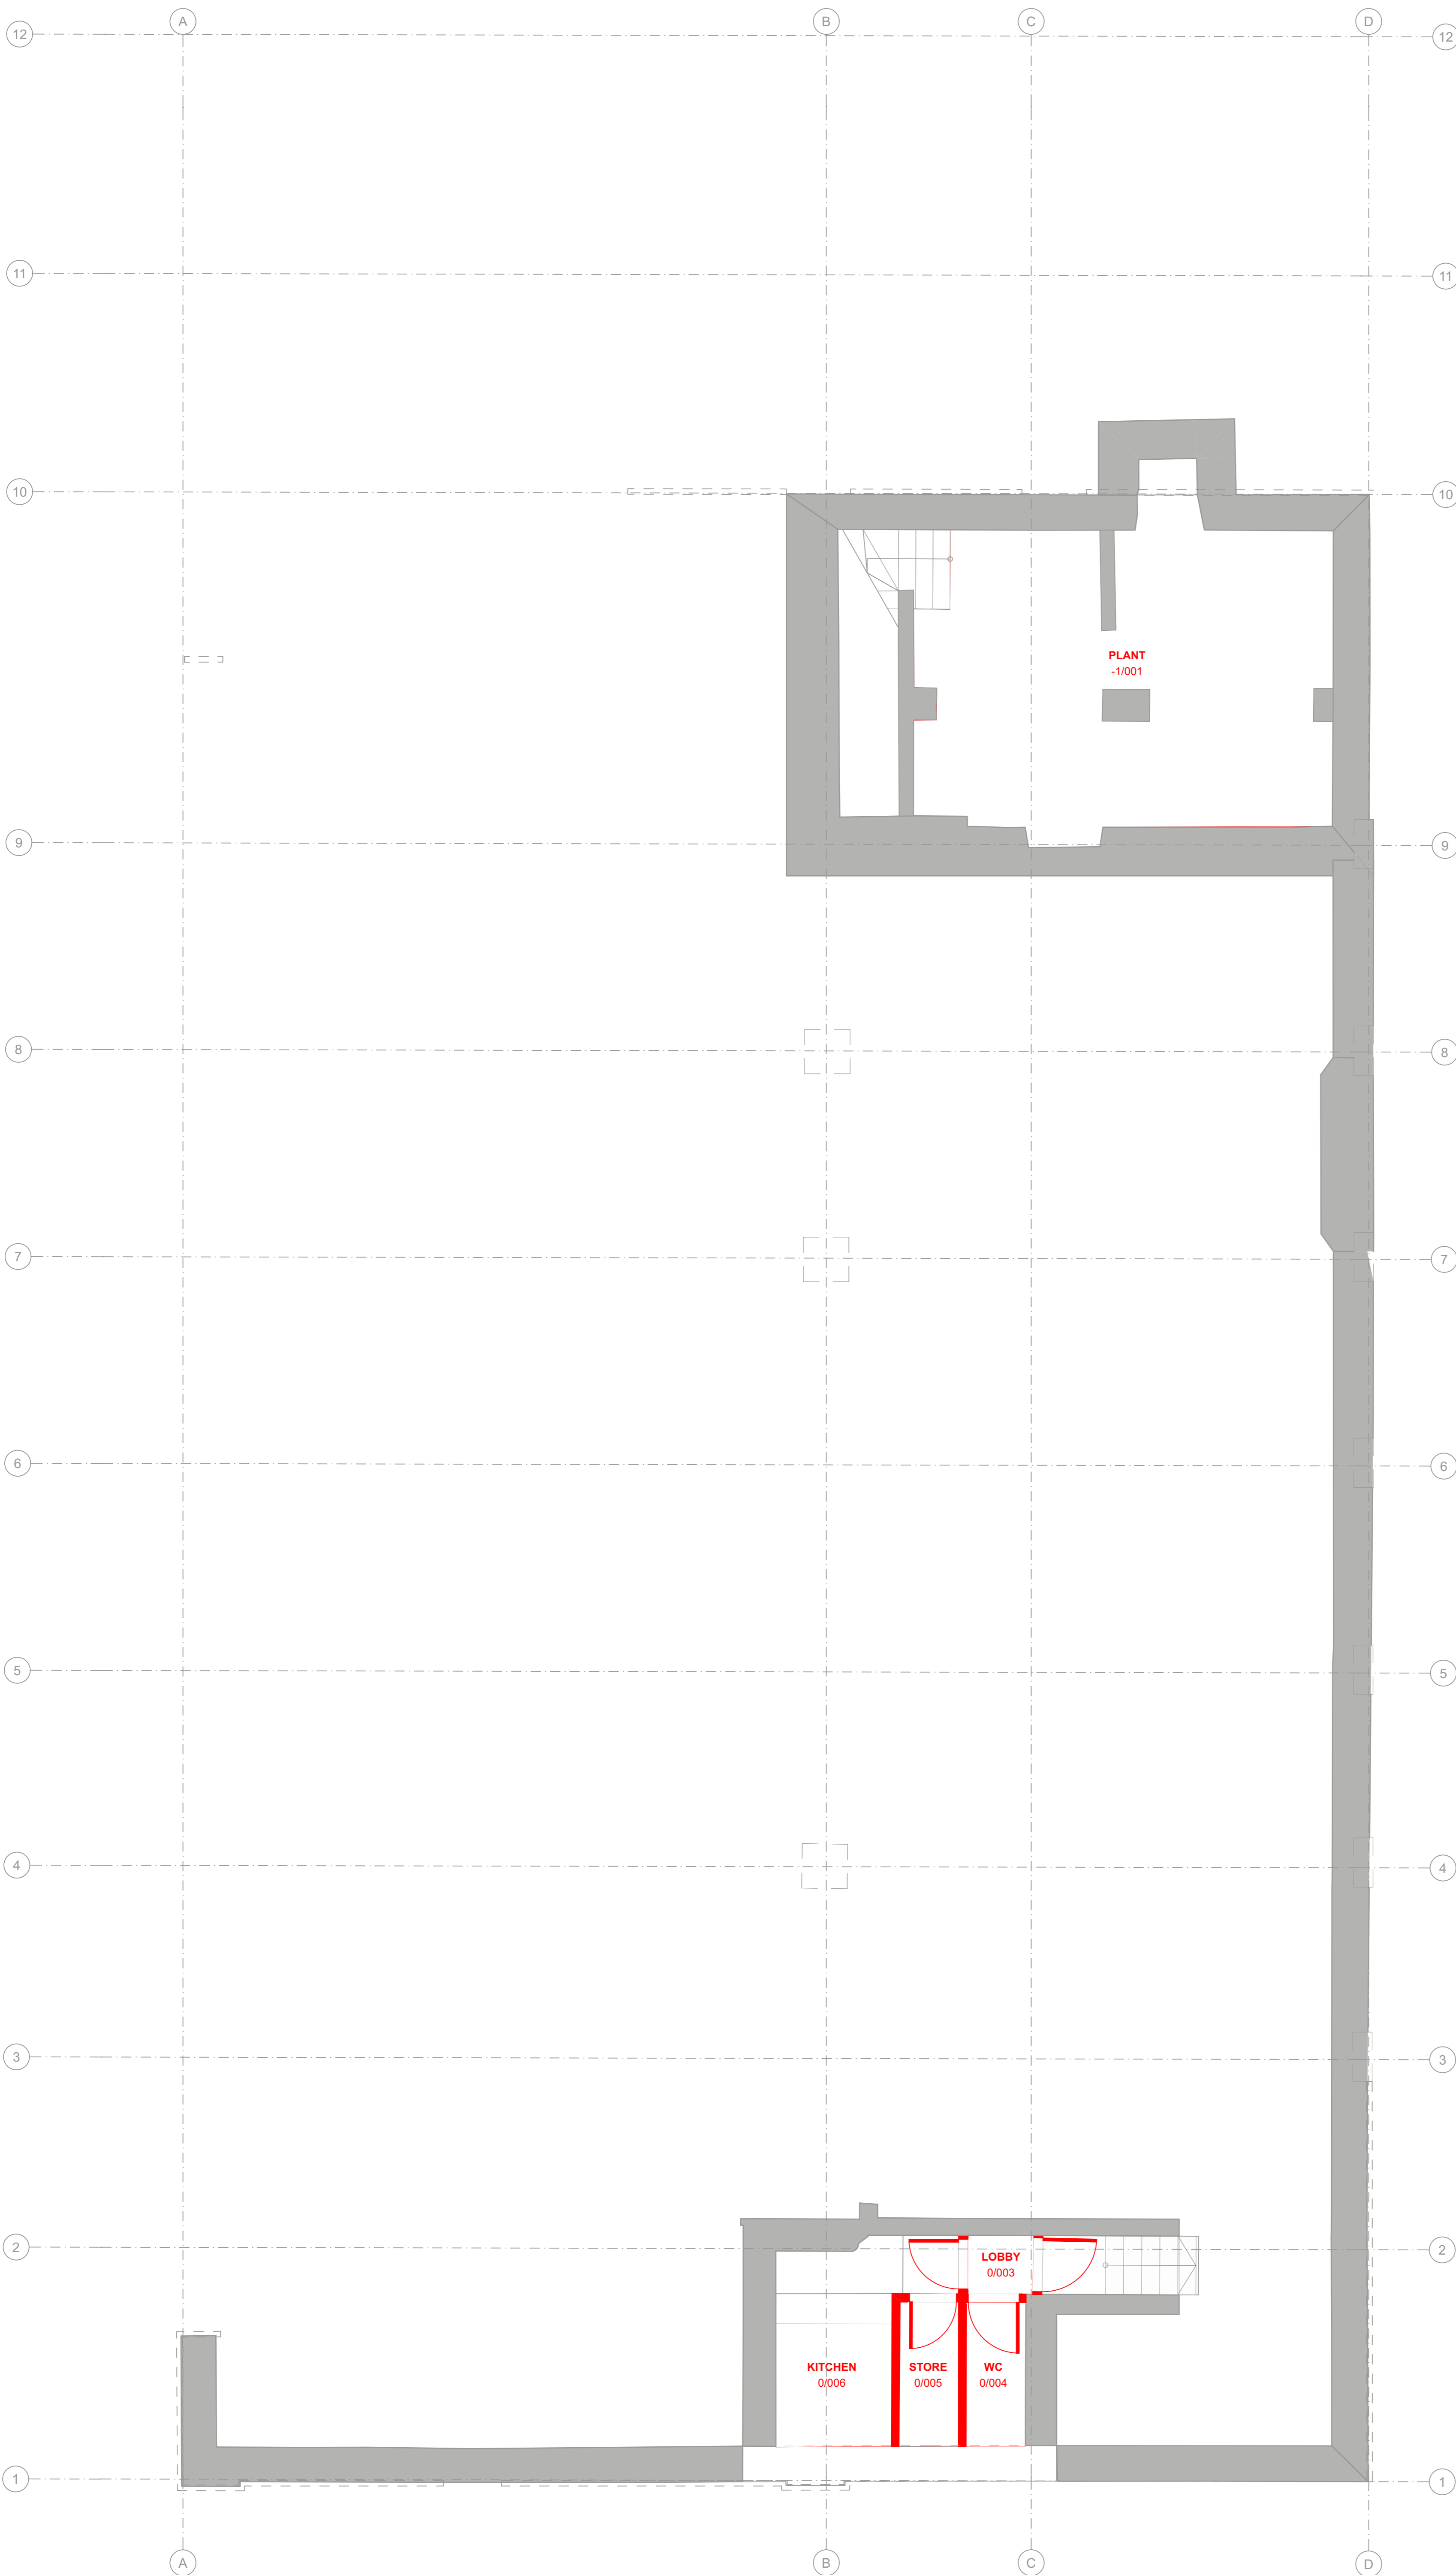 A B C D
12 12
11 11
10 10
PLANT
-1/001
9 9
8 8
7 7
6 6
5 5
4 4
3 3
2 2
LOBBY
0/003
KITCHEN STORE WC
0/006 0/005 0/004
1 1
A B C D